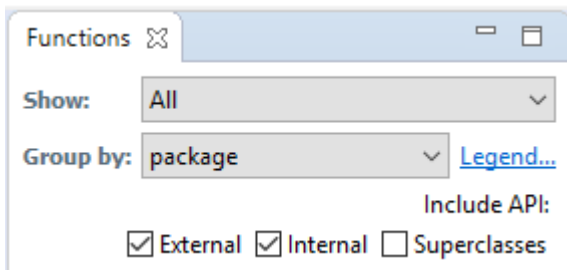 Functions
Show: All
Group by: package Legend...
Include API:
External Internal Superclasses